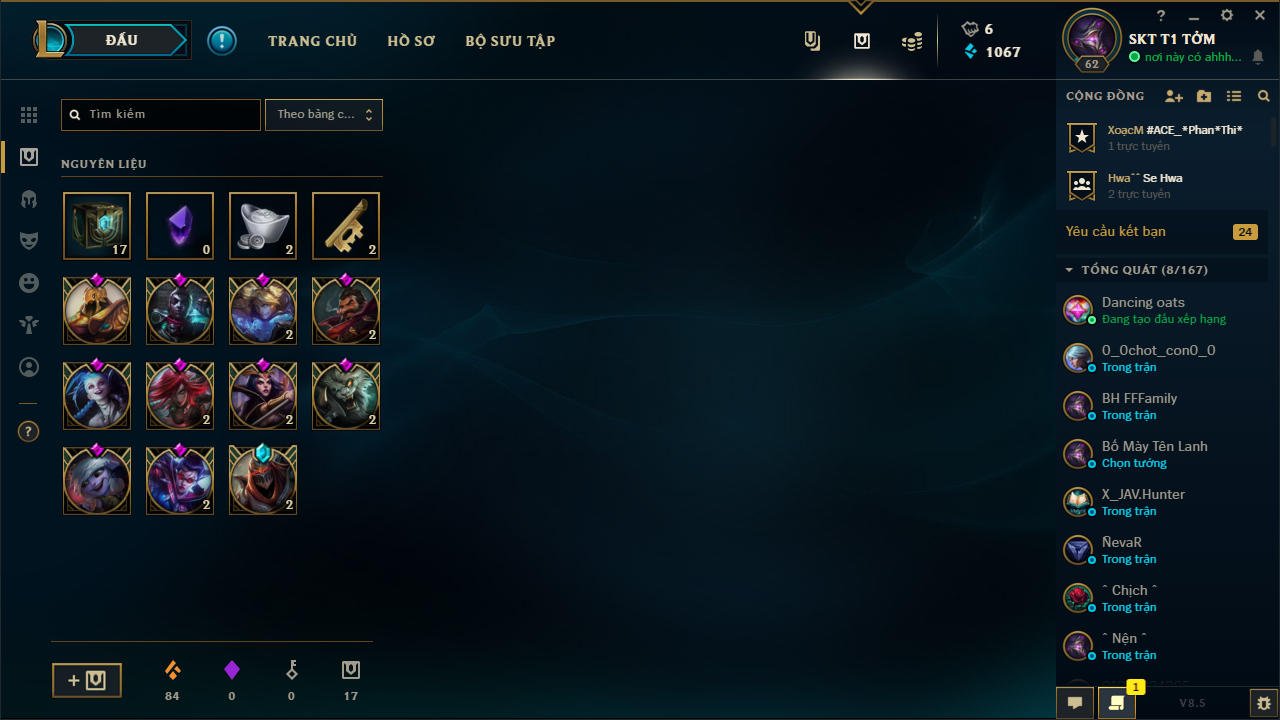 ĐẤU
TRANG CHỦ
HỒ SƠ
BỘ SƯU TẬP
6
1067
?
62
SKT T1 TỞM
nơi này có ahhh...
Tìm kiếm
Theo bảng c...
NGUYÊN LIỆU
17
0
2
2
2
2
2
2
2
2
2
?
84
0
0
17
CỘNG ĐỒNG
XoạcM #ACE_*Phan*Thi*
1 trực tuyến
Hwaˆˆ Se Hwa
2 trực tuyến
Yêu cầu kết bạn
24
TỔNG QUÁT (8/167)
Dancing oats
Đang tạo đấu xếp hạng
0_0chot_con0_0
Trong trận
BH FFFamily
Trong trận
Bố Mày Tên Lanh
Chọn tướng
X_JAV.Hunter
Trong trận
ÑevaR
Trong trận
ˆ Chịch ˆ
Trong trận
ˆ Nện ˆ
Trong trận
1
V8.5